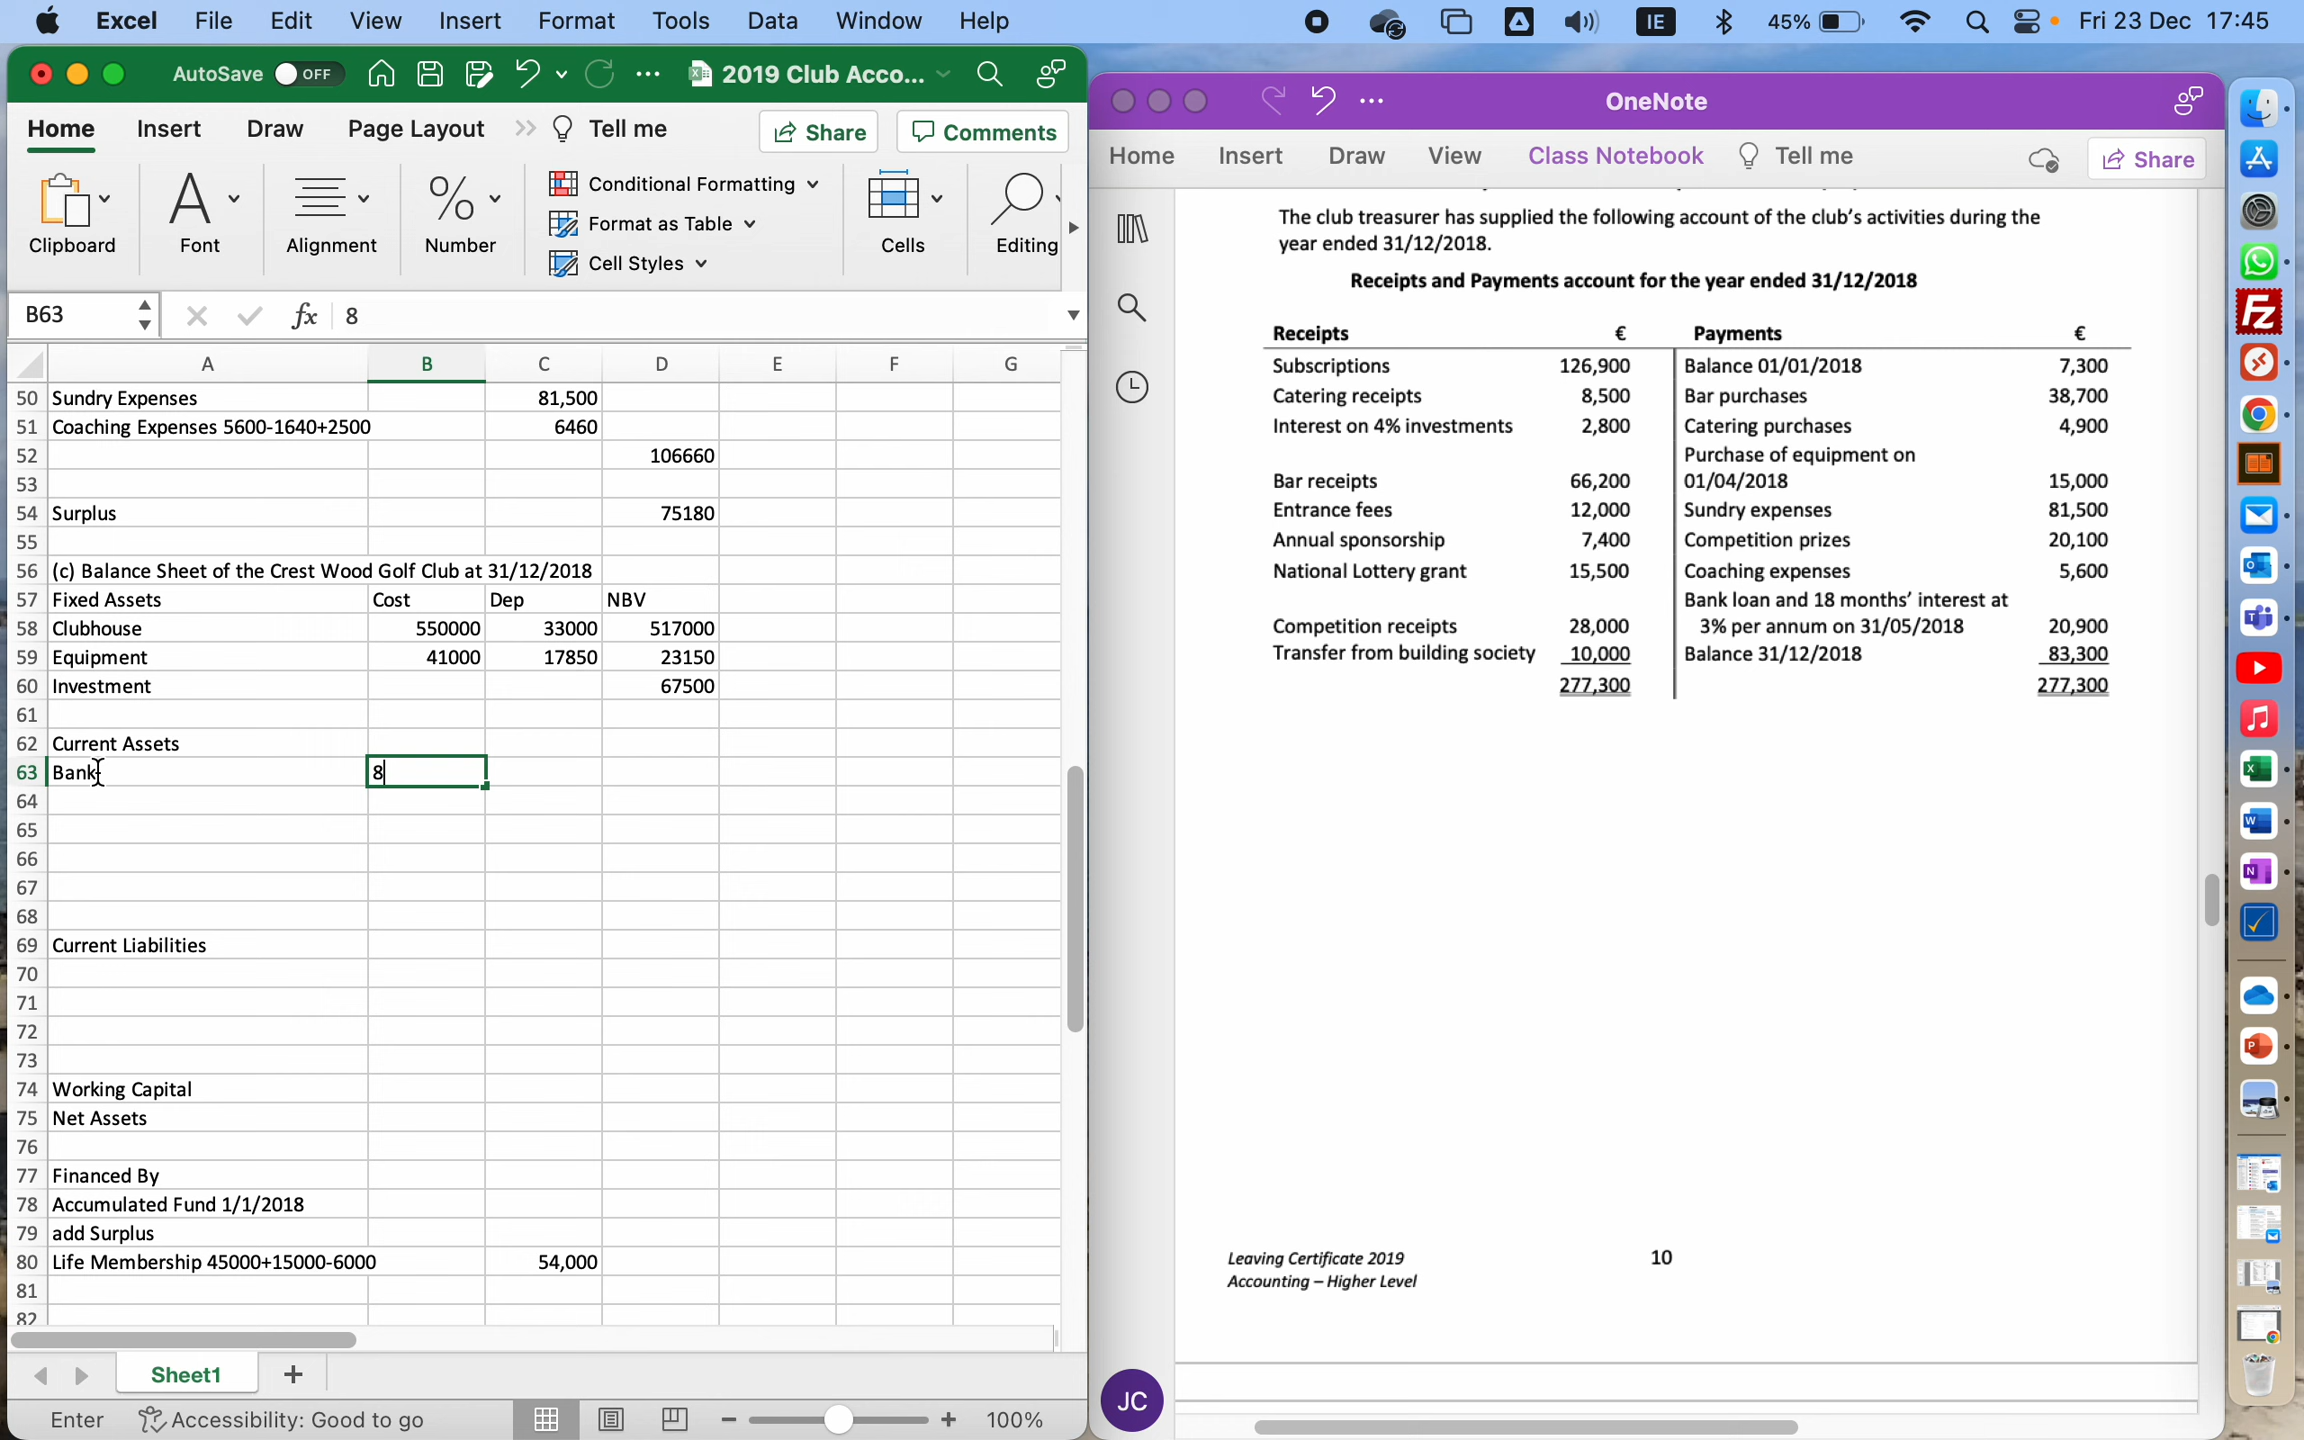 Excel File Edit View Insert Format Tools Data Window Help IE 45% Fri 23 Dec 17:45
AutoSave OFF 2019 Club Acco...
Home Insert Draw Page Layout Tell me Share Comments
Clipboard Font Alignment Number Conditional Formatting Format as Table Cell Styles Cells Editing
B63 fx 8
A B C D E F G
50 Sundry Expenses 81,500
51 Coaching Expenses 5600-1640+2500 6460
52 106660
53
54 Surplus 75180
55
56 (c) Balance Sheet of the Crest Wood Golf Club at 31/12/2018
57 Fixed Assets Cost Dep NBV
58 Clubhouse 550000 33000 517000
59 Equipment 41000 17850 23150
60 Investment 67500
61
62 Current Assets
63 Bank 8
64
65
66
67
68
69 Current Liabilities
70
71
72
73
74 Working Capital
75 Net Assets
76
77 Financed By
78 Accumulated Fund 1/1/2018
79 add Surplus
80 Life Membership 45000+15000-6000 54,000
81
82
Sheet1
Enter Accessibility: Good to go 100%
OneNote
Home Insert Draw View Class Notebook Tell me Share
The club treasurer has supplied the following account of the club's activities during the
year ended 31/12/2018.
Receipts and Payments account for the year ended 31/12/2018
Receipts € Payments €
Subscriptions 126,900 Balance 01/01/2018 7,300
Catering receipts 8,500 Bar purchases 38,700
Interest on 4% investments 2,800 Catering purchases 4,900
Purchase of equipment on
Bar receipts 66,200 01/04/2018 15,000
Entrance fees 12,000 Sundry expenses 81,500
Annual sponsorship 7,400 Competition prizes 20,100
National Lottery grant 15,500 Coaching expenses 5,600
Bank loan and 18 months' interest at
Competition receipts 28,000 3% per annum on 31/05/2018 20,900
Transfer from building society 10,000 Balance 31/12/2018 83,300
277,300 277,300
Leaving Certificate 2019 10
Accounting – Higher Level
JC